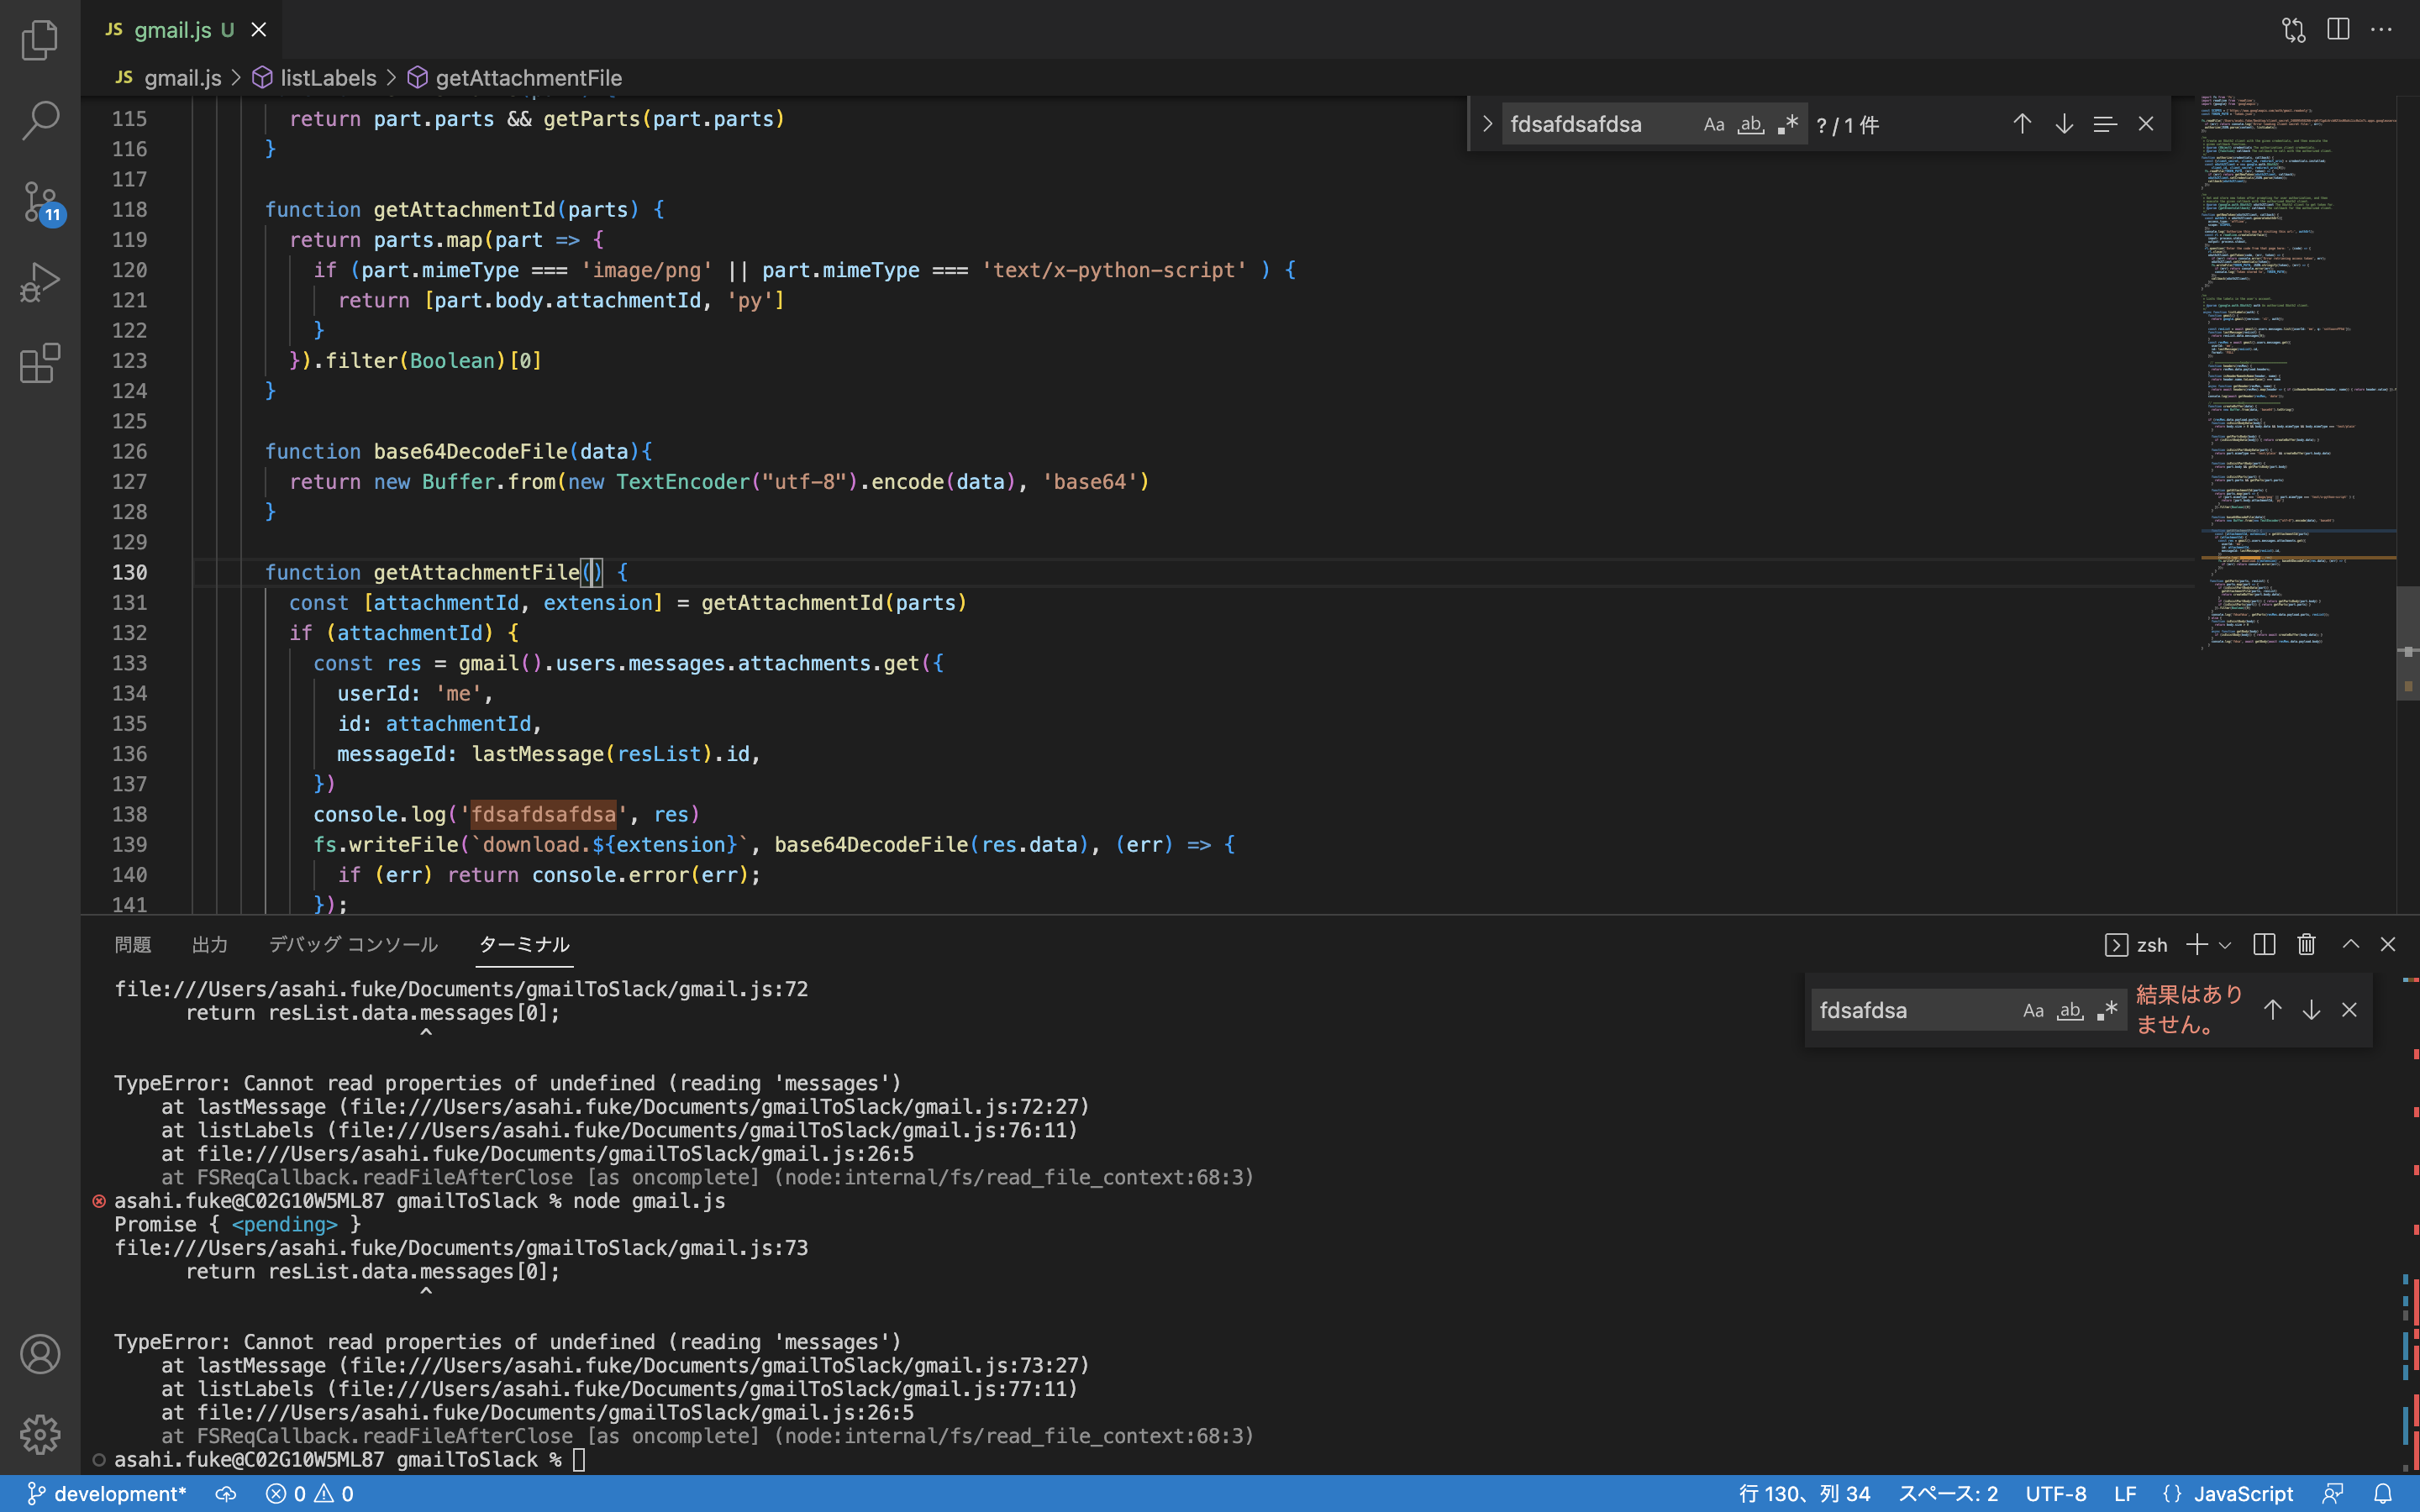 JS gmail.js U
JS gmail.js > listLabels > getAttachmentFile
fdsafdsafdsa Aa ab .* ? / 1 件
115 return part.parts && getParts(part.parts)
116 }
117
118 function getAttachmentId(parts) {
119 return parts.map(part => {
120 if (part.mimeType === 'image/png' || part.mimeType === 'text/x-python-script' ) {
121 return [part.body.attachmentId, 'py']
122 }
123 }).filter(Boolean)[0]
124 }
125
126 function base64DecodeFile(data){
127 return new Buffer.from(new TextEncoder("utf-8").encode(data), 'base64')
128 }
129
130 function getAttachmentFile() {
131 const [attachmentId, extension] = getAttachmentId(parts)
132 if (attachmentId) {
133 const res = gmail().users.messages.attachments.get({
134 userId: 'me',
135 id: attachmentId,
136 messageId: lastMessage(resList).id,
137 })
138 console.log('fdsafdsafdsa', res)
139 fs.writeFile(`download.${extension}`, base64DecodeFile(res.data), (err) => {
140 if (err) return console.error(err);
141 });
11
問題 出力 デバッグ コンソール ターミナル
zsh
fdsafdsa Aa ab .* 結果はあり
ません。
file:///Users/asahi.fuke/Documents/gmailToSlack/gmail.js:72
return resList.data.messages[0];
^
TypeError: Cannot read properties of undefined (reading 'messages')
at lastMessage (file:///Users/asahi.fuke/Documents/gmailToSlack/gmail.js:72:27)
at listLabels (file:///Users/asahi.fuke/Documents/gmailToSlack/gmail.js:76:11)
at file:///Users/asahi.fuke/Documents/gmailToSlack/gmail.js:26:5
at FSReqCallback.readFileAfterClose [as oncomplete] (node:internal/fs/read_file_context:68:3)
asahi.fuke@C02G10W5ML87 gmailToSlack % node gmail.js
Promise { <pending> }
file:///Users/asahi.fuke/Documents/gmailToSlack/gmail.js:73
return resList.data.messages[0];
^
TypeError: Cannot read properties of undefined (reading 'messages')
at lastMessage (file:///Users/asahi.fuke/Documents/gmailToSlack/gmail.js:73:27)
at listLabels (file:///Users/asahi.fuke/Documents/gmailToSlack/gmail.js:77:11)
at file:///Users/asahi.fuke/Documents/gmailToSlack/gmail.js:26:5
at FSReqCallback.readFileAfterClose [as oncomplete] (node:internal/fs/read_file_context:68:3)
asahi.fuke@C02G10W5ML87 gmailToSlack %
development* 0 0 行 130、列 34 スペース: 2 UTF-8 LF {} JavaScript